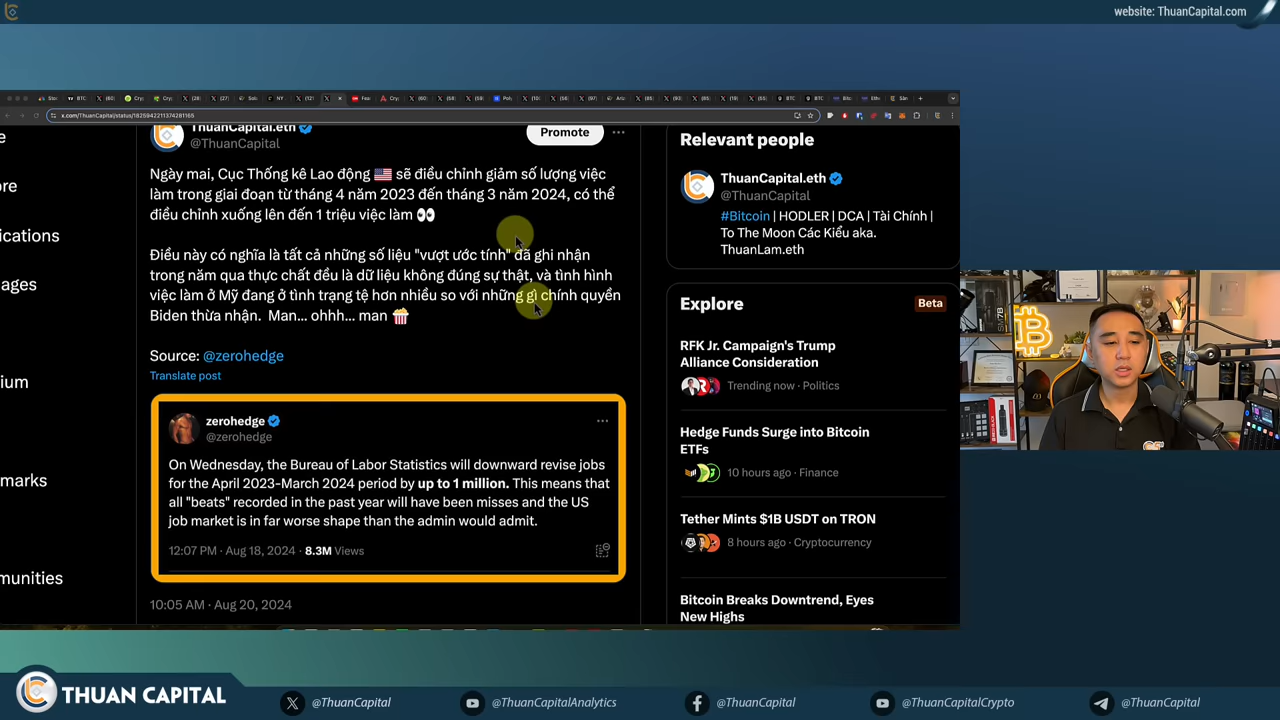 website: ThuanCapital.com
x.com/ThuanCapital/status/1825942211374281165
ThuanCapital.eth
@ThuanCapital
Promote
Ngày mai, Cục Thống kê Lao động 🇺🇸 sẽ điều chỉnh giảm số lượng việc
làm trong giai đoạn từ tháng 4 năm 2023 đến tháng 3 năm 2024, có thể
điều chỉnh xuống lên đến 1 triệu việc làm 👀
Điều này có nghĩa là tất cả những số liệu "vượt ước tính" đã ghi nhận
trong năm qua thực chất đều là dữ liệu không đúng sự thật, và tình hình
việc làm ở Mỹ đang ở tình trạng tệ hơn nhiều so với những gì chính quyền
Biden thừa nhận. Man... ohhh... man 🍿
Source: @zerohedge
Translate post
zerohedge
@zerohedge
On Wednesday, the Bureau of Labor Statistics will downward revise jobs
for the April 2023-March 2024 period by up to 1 million. This means that
all "beats" recorded in the past year will have been misses and the US
job market is in far worse shape than the admin would admit.
12:07 PM · Aug 18, 2024 · 8.3M Views
10:05 AM · Aug 20, 2024
Relevant people
ThuanCapital.eth
@ThuanCapital
#Bitcoin | HODLER | DCA | Tài Chính |
To The Moon Các Kiểu aka.
ThuanLam.eth
Explore
Beta
RFK Jr. Campaign's Trump
Alliance Consideration
Trending now · Politics
Hedge Funds Surge into Bitcoin
ETFs
10 hours ago · Finance
Tether Mints $1B USDT on TRON
8 hours ago · Cryptocurrency
Bitcoin Breaks Downtrend, Eyes
New Highs
ore
ications
ages
ium
marks
munities
THUAN CAPITAL
@ThuanCapital
@ThuanCapitalAnalytics
@ThuanCapital
@ThuanCapitalCrypto
@ThuanCapital